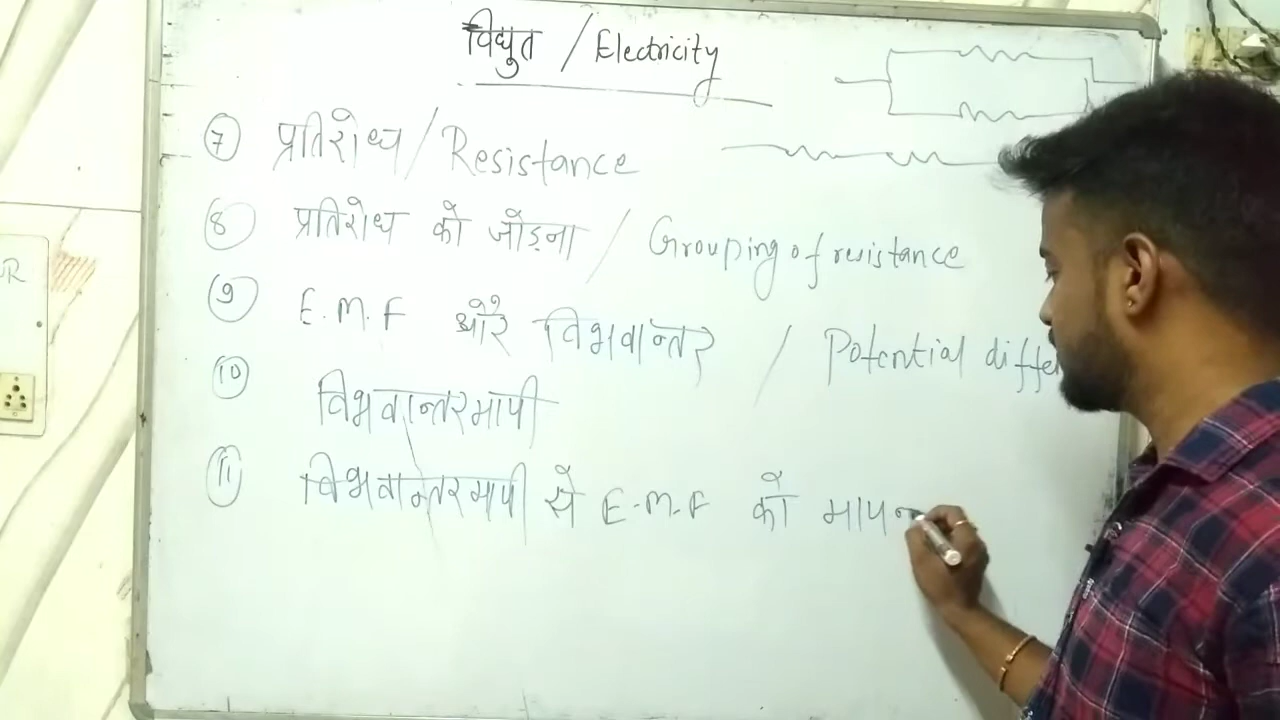 विद्युत / Electricity
7 प्रतिरोध / Resistance
8 प्रतिरोध को जोड़ना / Grouping of resistance
9 E.M.F और विभवान्तर / Potential diffe
10 विभवान्तरमापी
11 विभवान्तरमापी से E.M.F को मापन